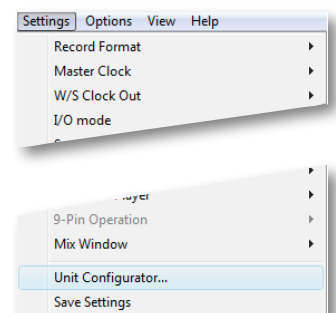 Settings Options View Help
Record Format
Master Clock
W/S Clock Out
I/O mode
9-Pin Operation
Mix Window
Unit Configurator...
Save Settings